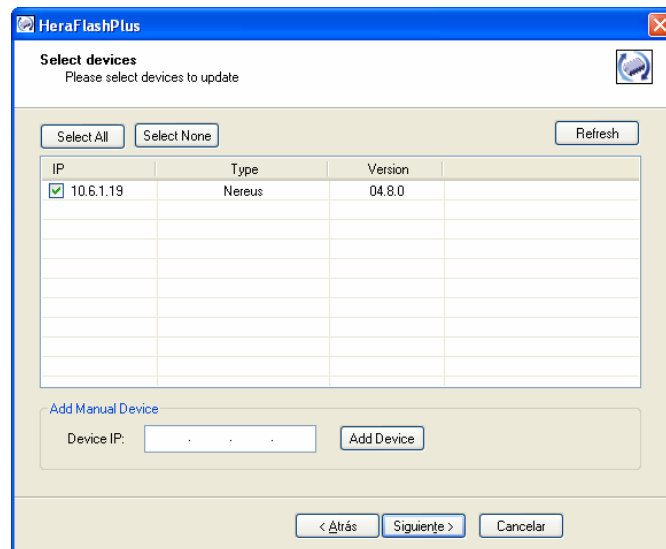 HeraFlashPlus
Select devices
Please select devices to update
Select All Select None Refresh
IP Type Version
10.6.1.19 Nereus 04.8.0
Add Manual Device
Device IP: . . . Add Device
< Atrás Siguiente > Cancelar